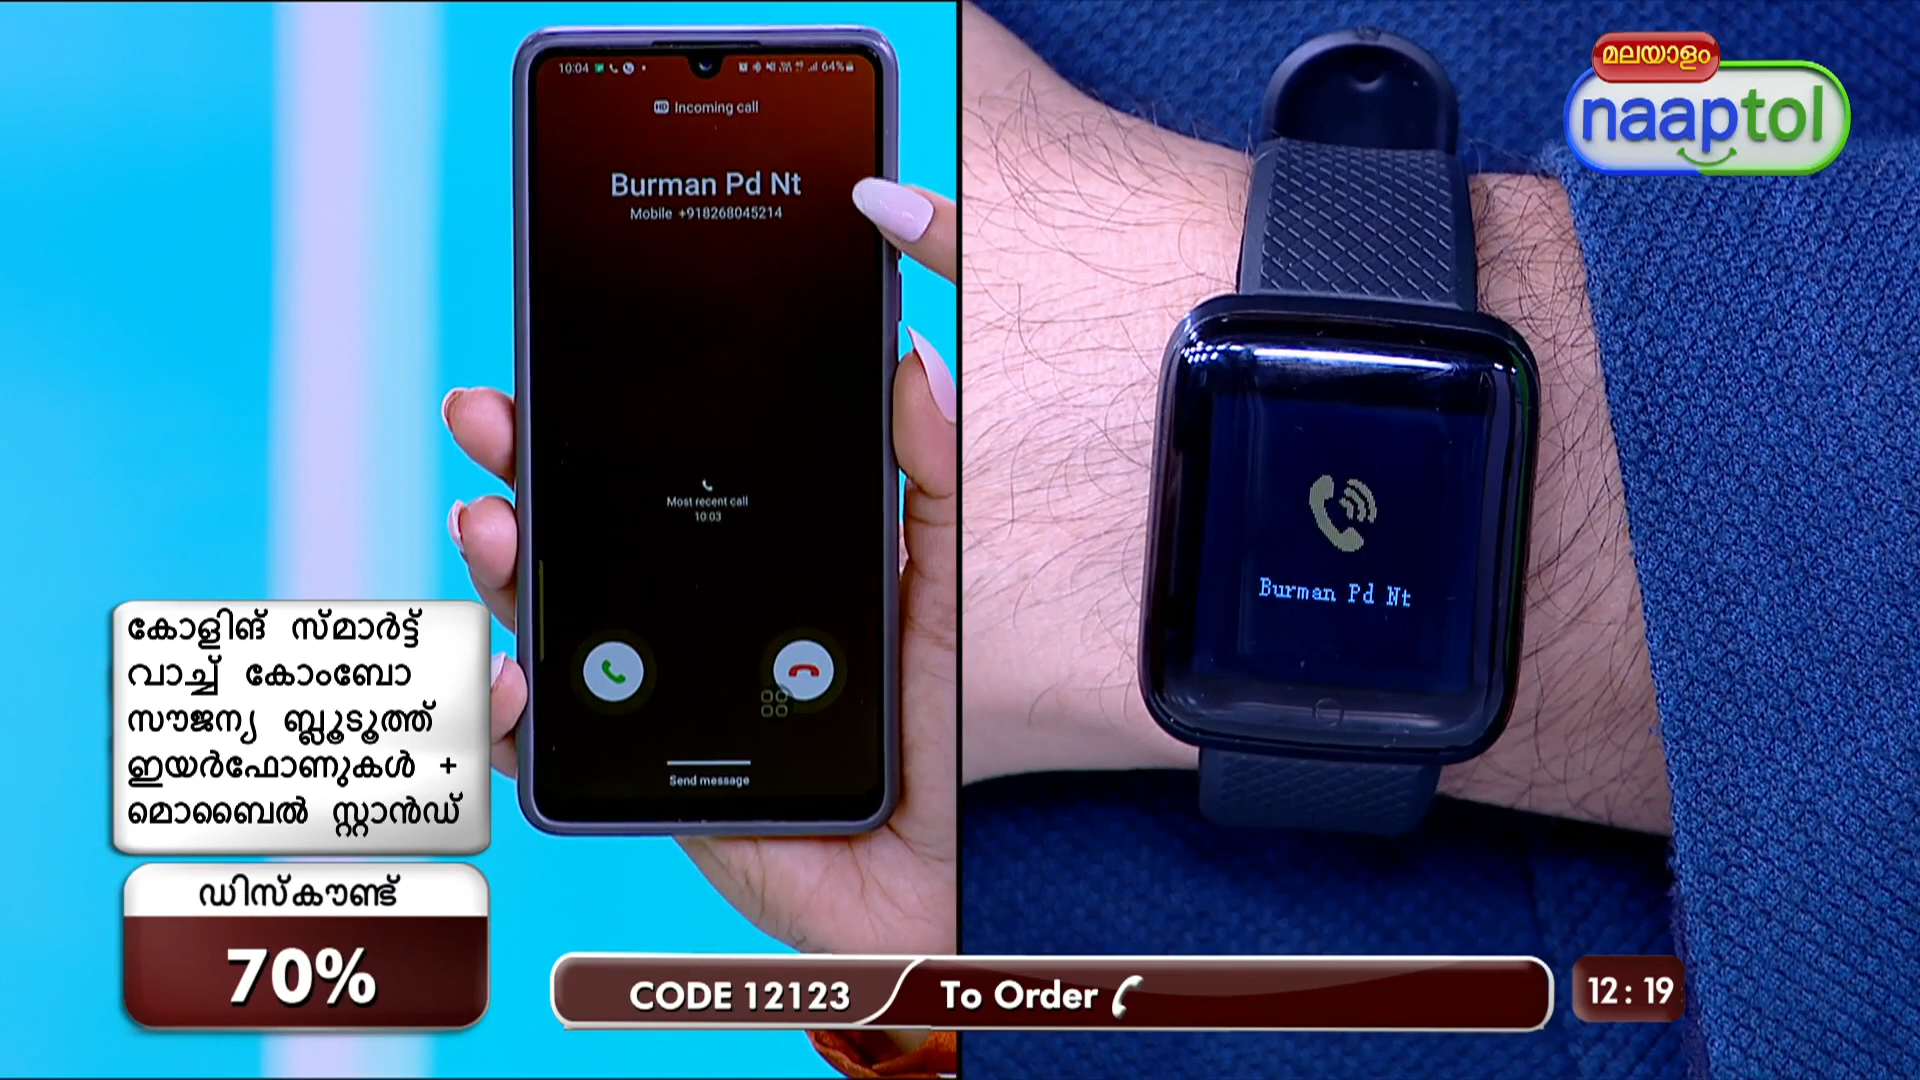 മലയാളം
naaptol
10:04
64%
HD Incoming call
Burman Pd Nt
Mobile +918268045214
Most recent call
10:03
Send message
Burman Pd Nt
കോളിങ് സ്മാർട്ട്
വാച്ച് കോംബോ
സൗജന്യ ബ്ലൂടൂത്ത്
ഇയർഫോണുകൾ +
മൊബൈൽ സ്റ്റാൻഡ്
ഡിസ്കൗണ്ട്
70%
CODE 12123
To Order
12:19